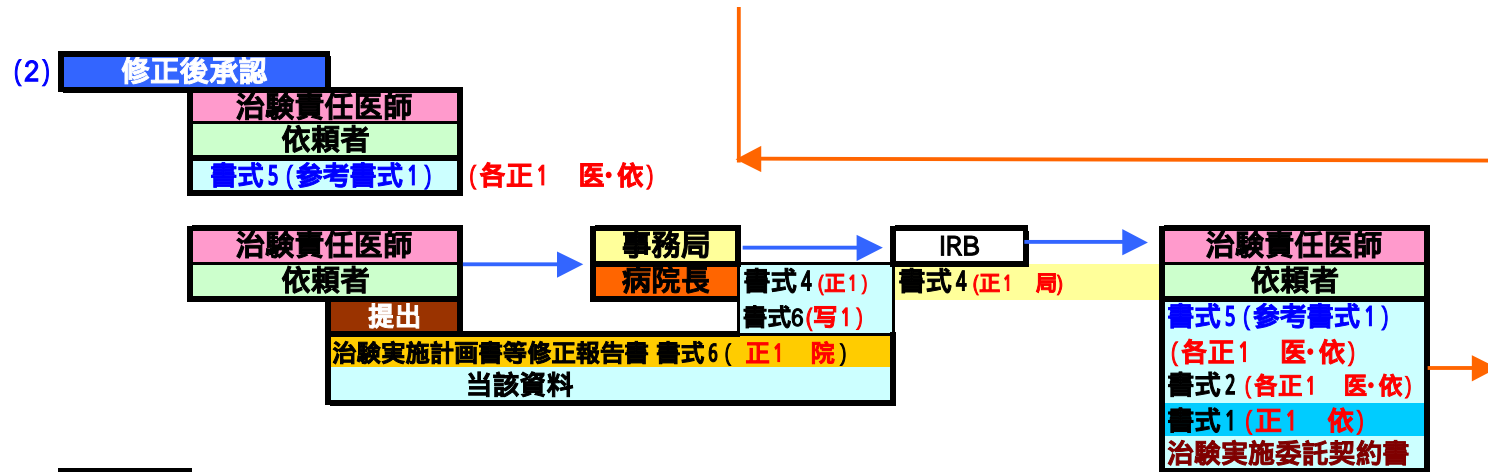 (2) 修正後承認
治験責任医師
依頼者
書式5(参考書式1) (各正1 医・依)
治験責任医師
依頼者
提出
治験実施計画書等修正報告書 書式6( 正1 院)
当該資料
事務局
病院長
書式4(正1)
書式6(写1)
IRB
書式4(正1 局)
治験責任医師
依頼者
書式5(参考書式1)
(各正1 医・依)
書式2(各正1 医・依)
書式1(正1 依)
治験実施委託契約書